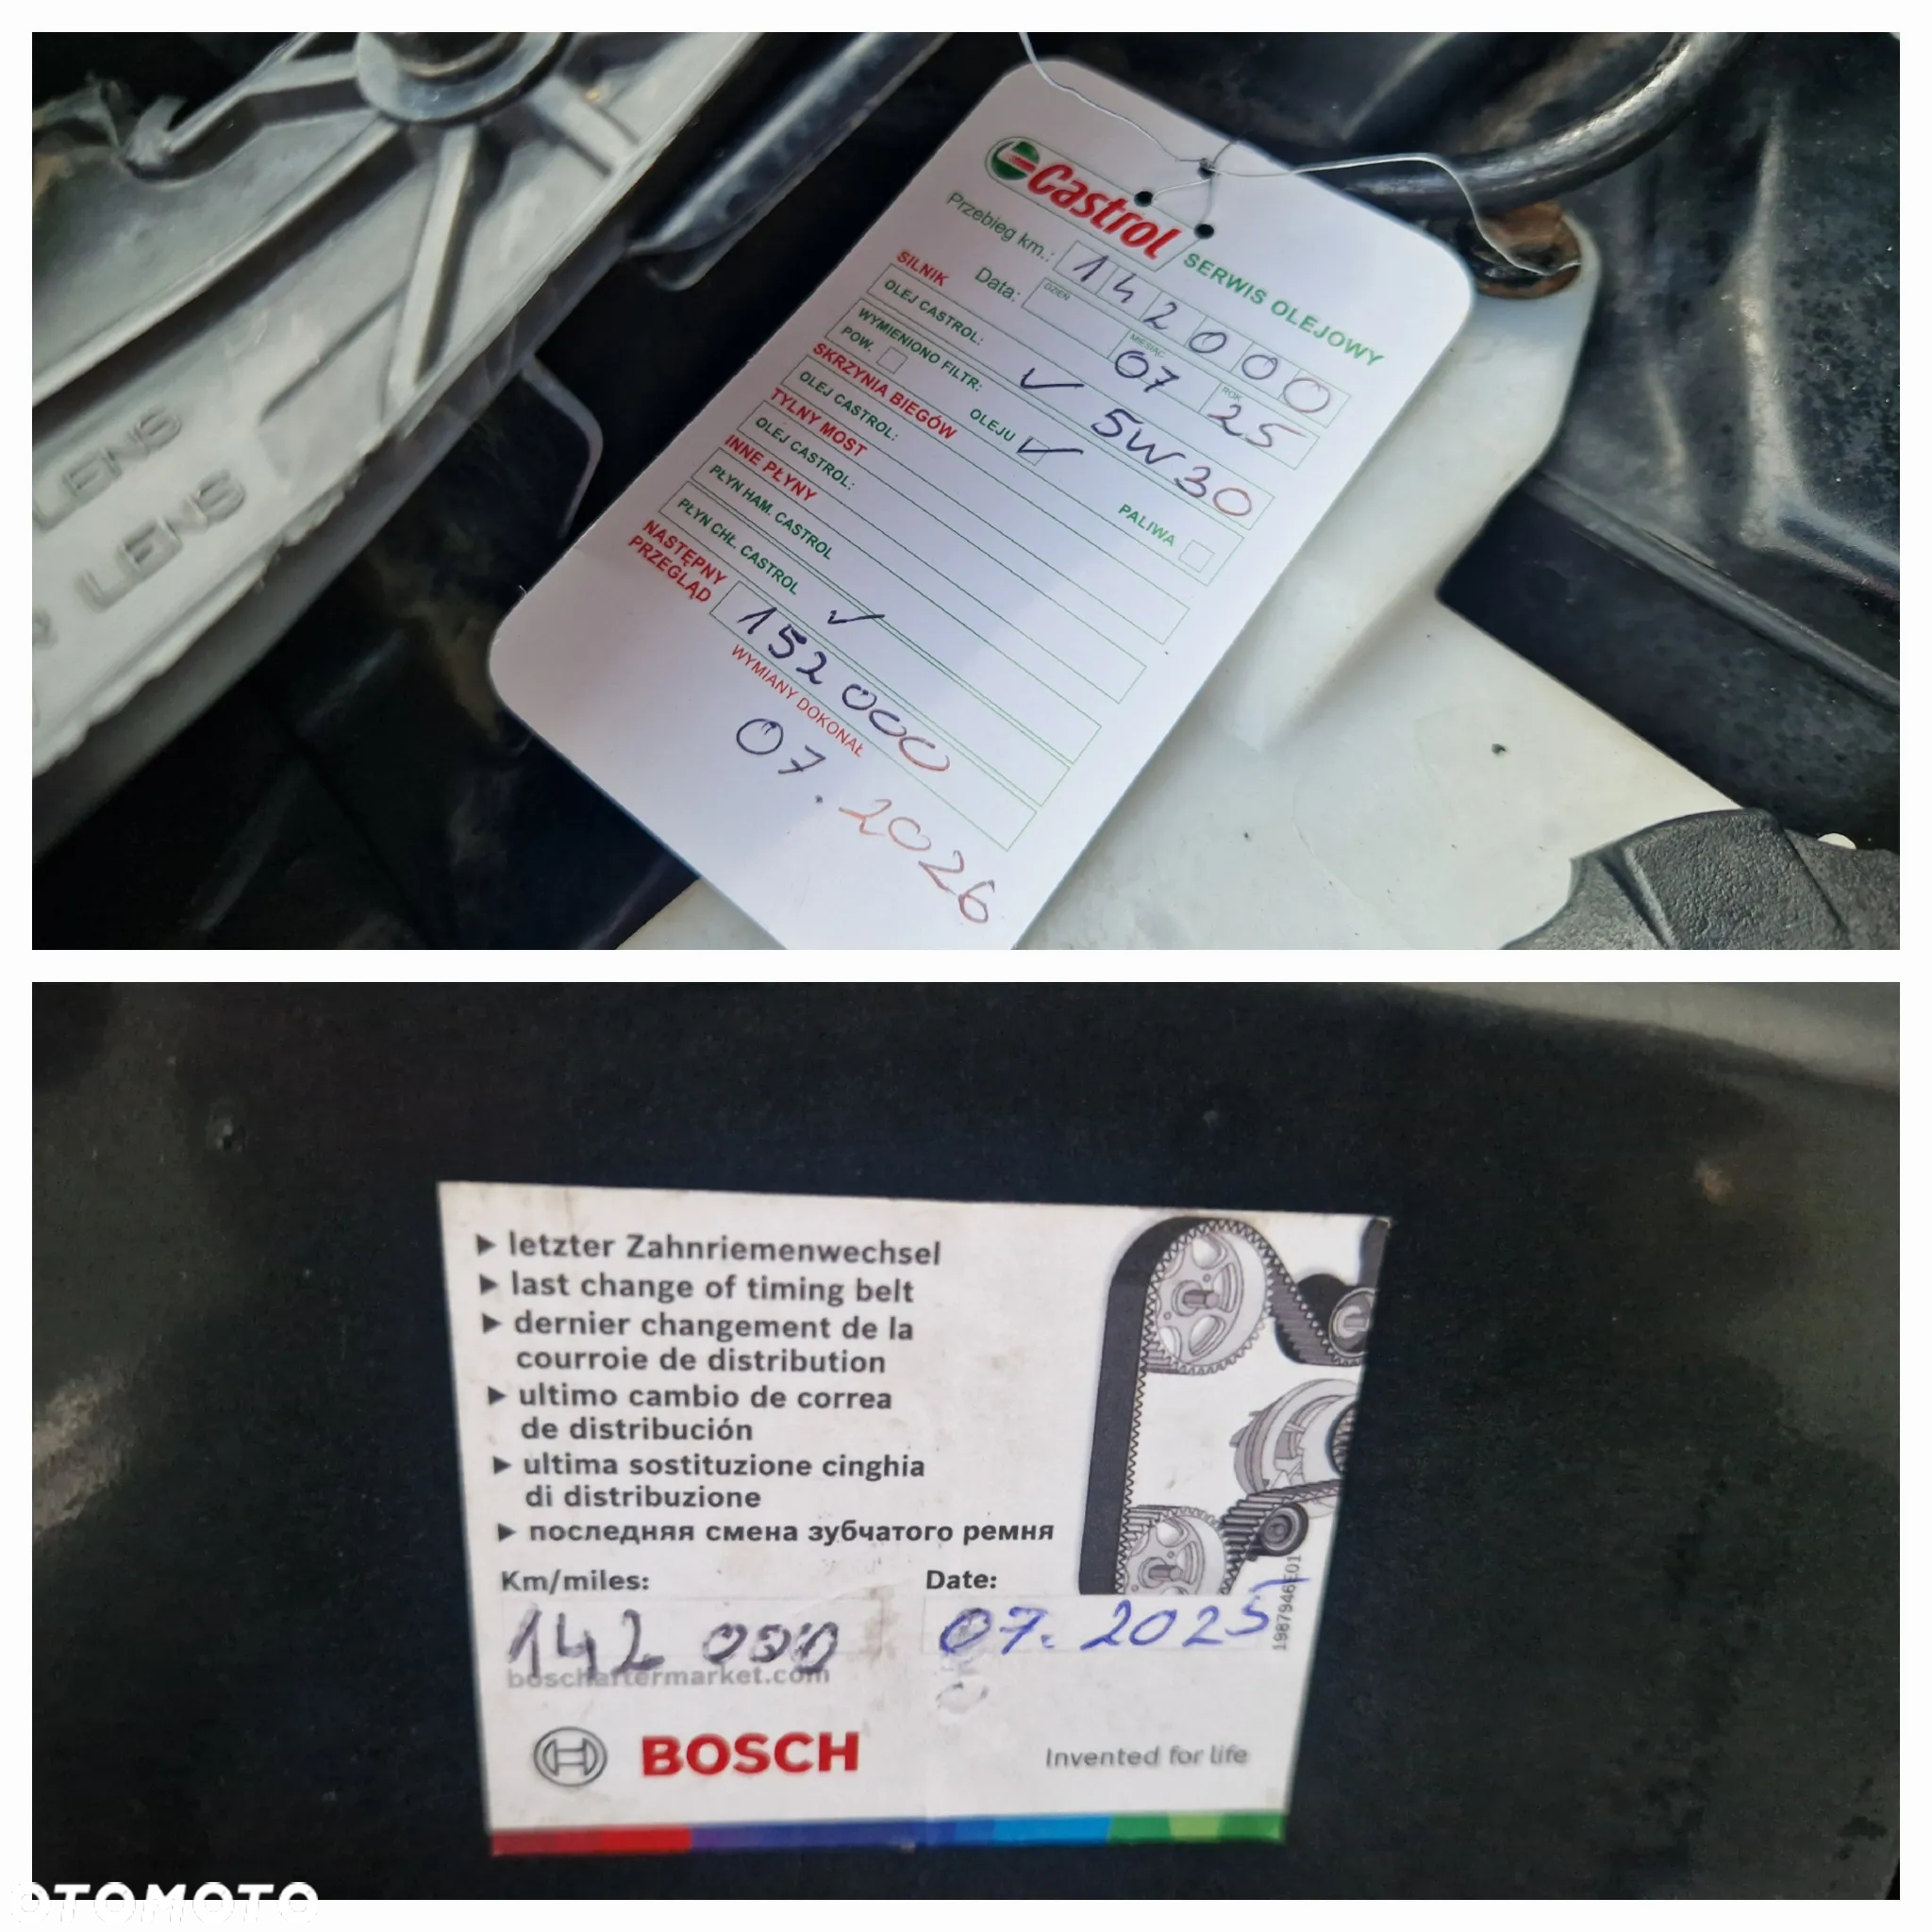 Castrol SERWIS OLEJOWY
Przebieg km.: 142000
Data: DZIEŃ MIESIĄC 07 ROK 25
SILNIK
OLEJ CASTROL: ✓ 5W30
WYMIENIONO FILTR: OLEJU ✓ PALIWA
POW.
SKRZYNIA BIEGÓW
OLEJ CASTROL:
TYLNY MOST
OLEJ CASTROL:
INNE PŁYNY
PŁYN HAM. CASTROL
PŁYN CHŁ. CASTROL ✓
NASTĘPNY
PRZEGLĄD 152 000
WYMIANY DOKONAŁ
07.2026
LENS
R LENS
▶ letzter Zahnriemenwechsel
▶ last change of timing belt
▶ dernier changement de la
courroie de distribution
▶ ultimo cambio de correa
de distribución
▶ ultima sostituzione cinghia
di distribuzione
▶ последняя смена зубчатого ремня
Km/miles: Date:
142 000 07.2025
boschaftermarket.com
BOSCH Invented for life
OTOMOTO